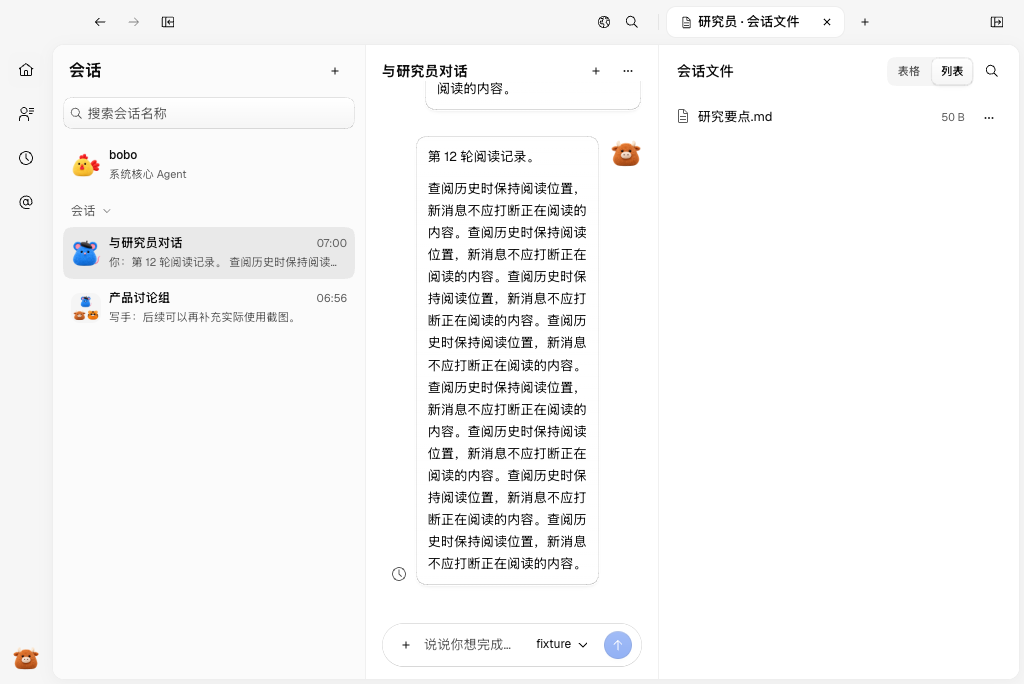 研究员 · 会话文件
会话
搜索会话名称
bobo
系统核心 Agent
会话
与研究员对话 07:00
你：第 12 轮阅读记录。 查阅历史时保持阅读...
产品讨论组 06:56
写手：后续可以再补充实际使用截图。
与研究员对话
阅读的内容。
第 12 轮阅读记录。
查阅历史时保持阅读位置，
新消息不应打断正在阅读的
内容。查阅历史时保持阅读
位置，新消息不应打断正在
阅读的内容。查阅历史时保
持阅读位置，新消息不应打
断正在阅读的内容。查阅历
史时保持阅读位置，新消息
不应打断正在阅读的内容。
查阅历史时保持阅读位置，
新消息不应打断正在阅读的
内容。查阅历史时保持阅读
位置，新消息不应打断正在
阅读的内容。查阅历史时保
持阅读位置，新消息不应打
断正在阅读的内容。查阅历
史时保持阅读位置，新消息
不应打断正在阅读的内容。
说说你想完成... fixture
会话文件
表格 列表
研究要点.md 50 B